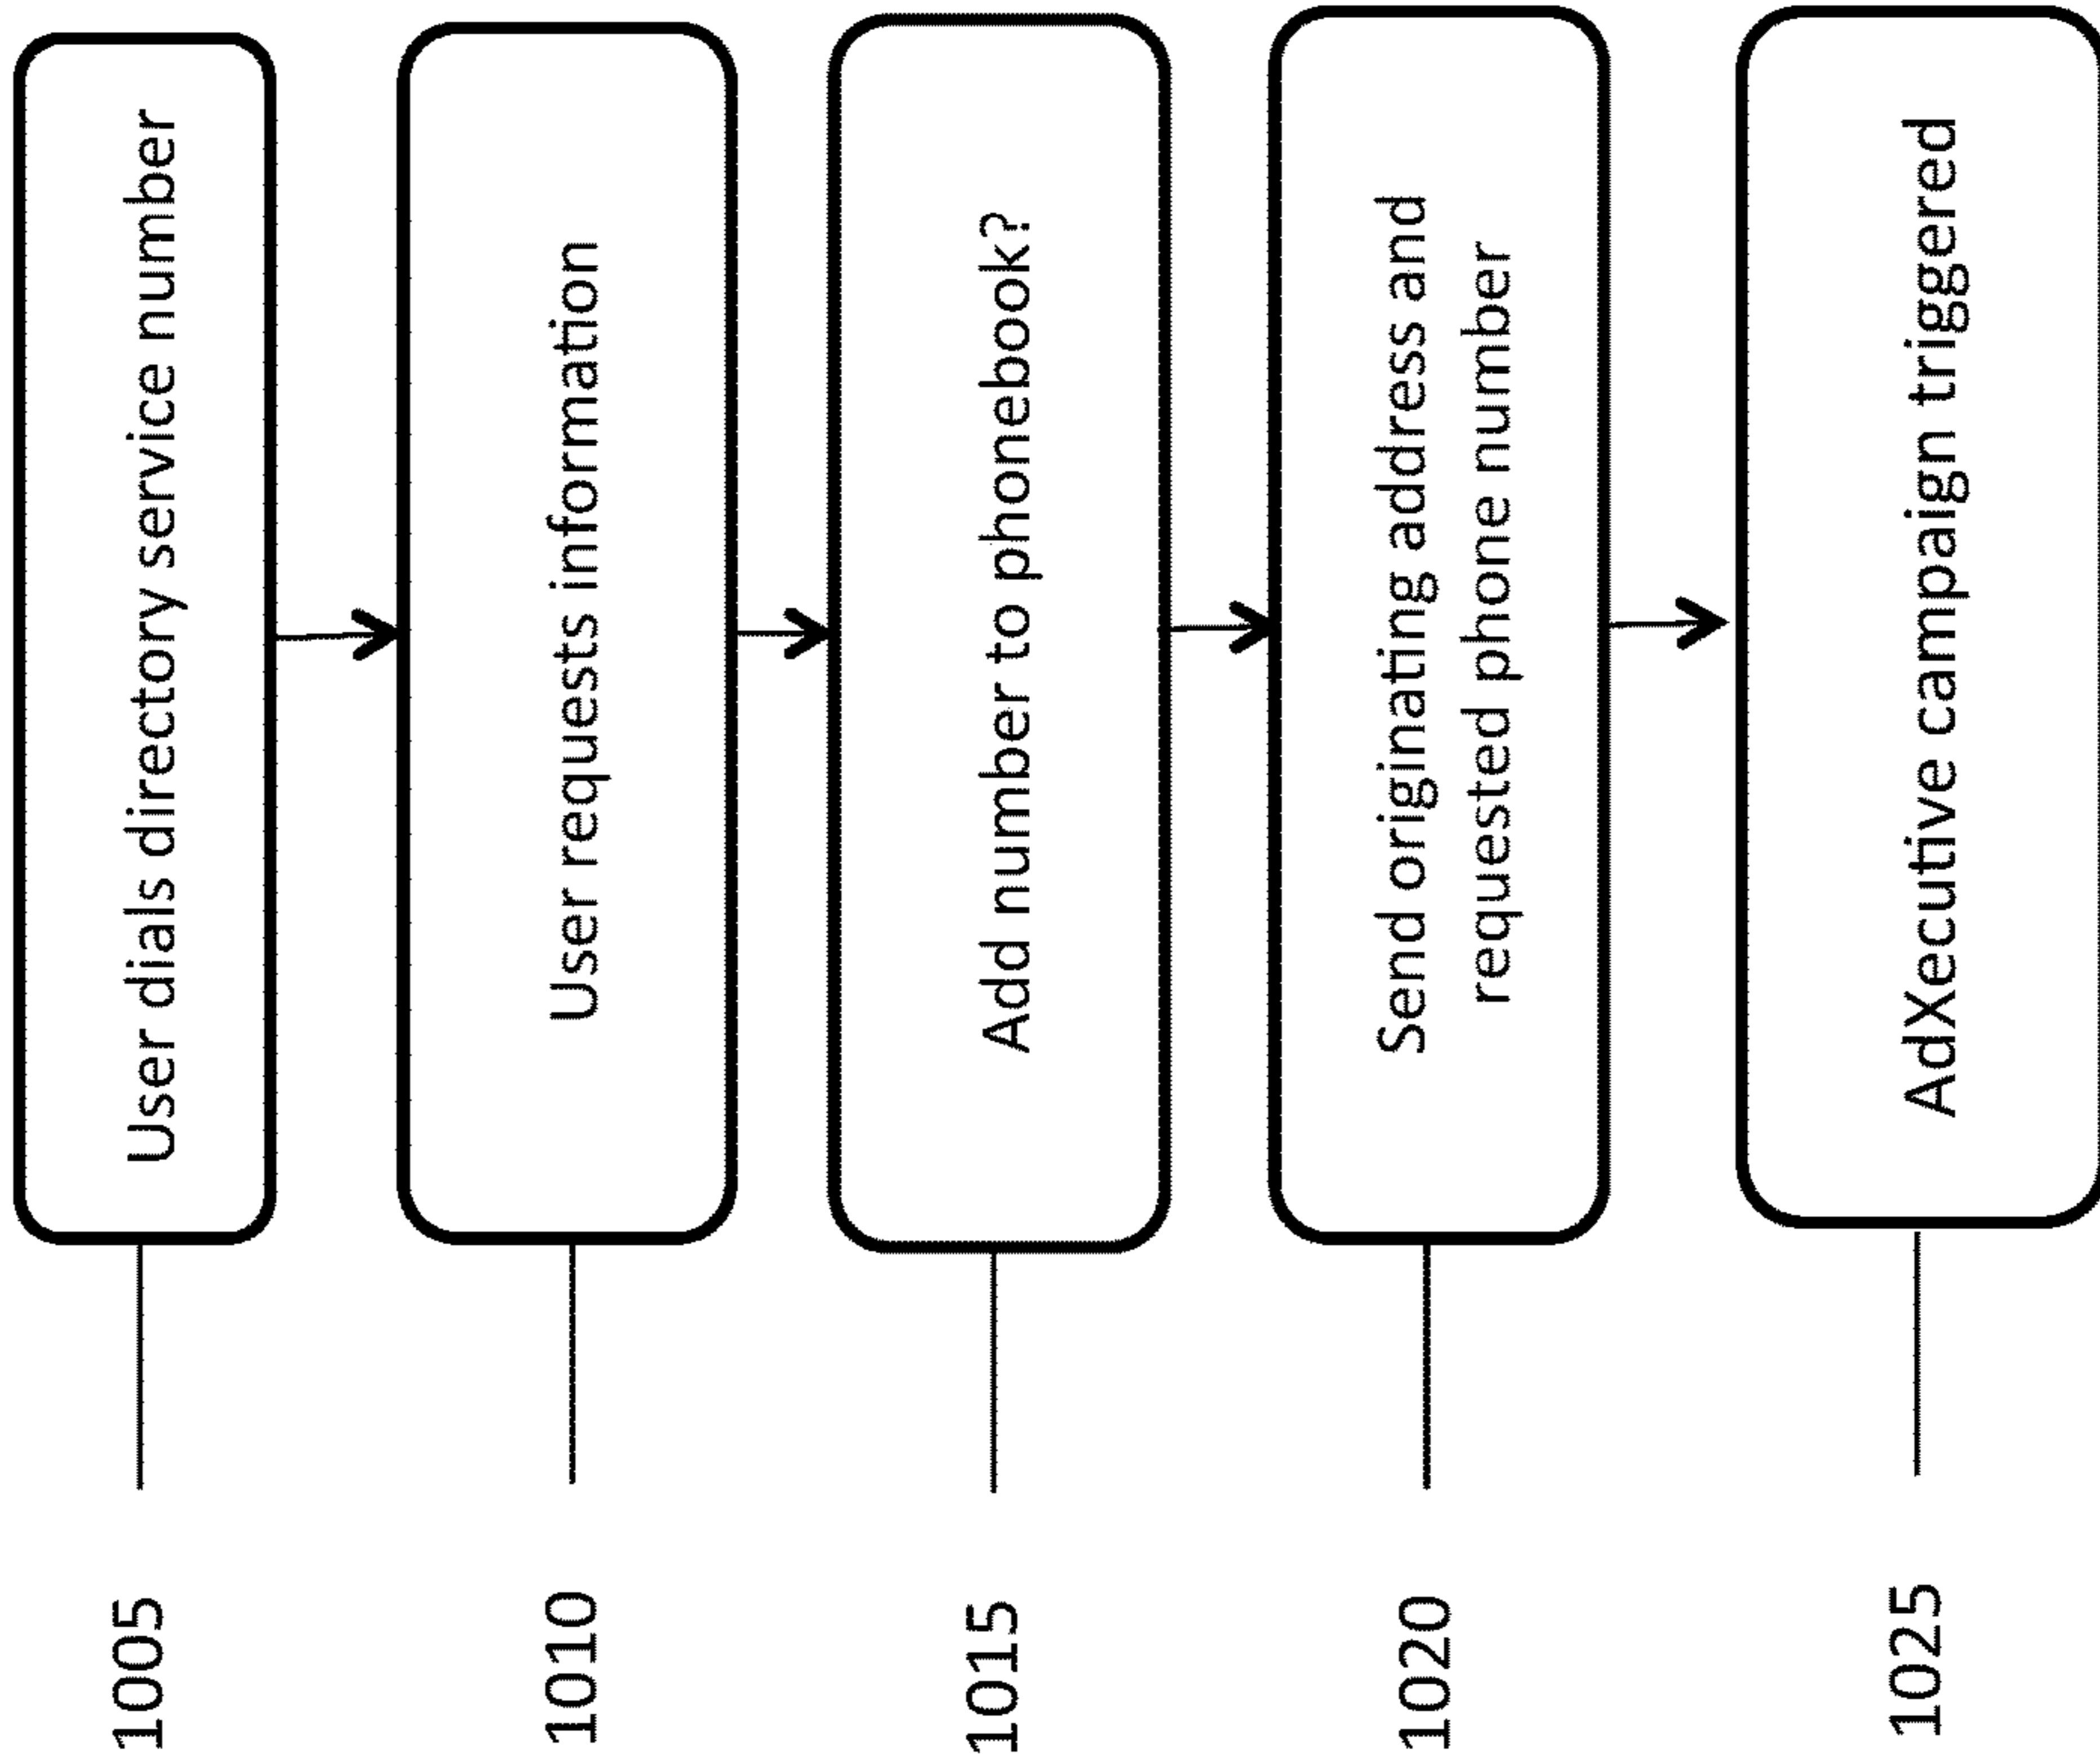 1005
User dials directory service number
1010
User requests information
1015
Add number to phonebook?
1020
Send originating address and
requested phone number
1025
AdXecutive campaign triggered